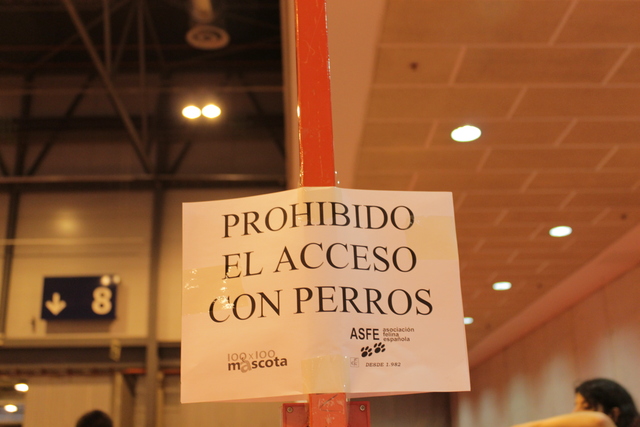 8
PROHIBIDO
EL ACCESO
CON PERROS
100x100
mascota
ASFE asociación
felina
española
DESDE 1.982